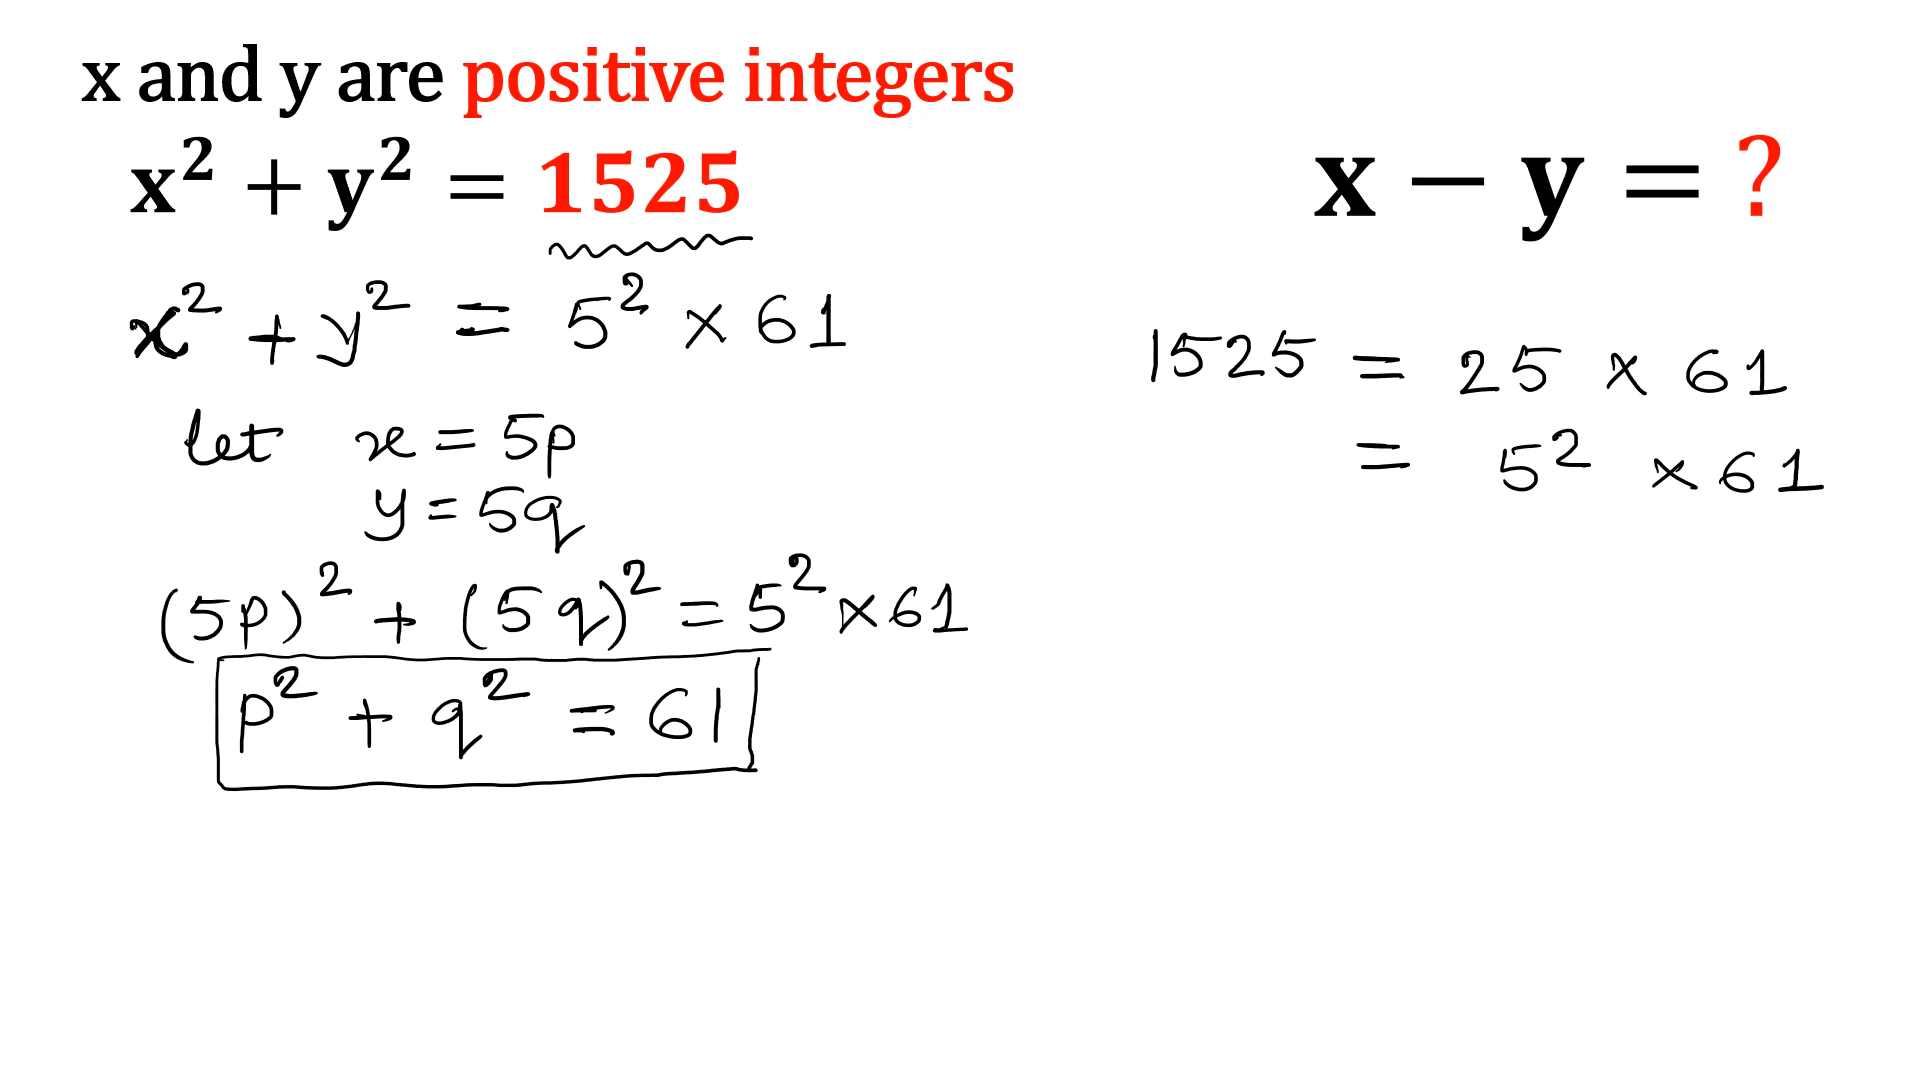 x and y are positive integers
x² + y² = 1525
x − y = ?
x² + y² = 5² × 61
let x = 5p
y = 5q
(5p)² + (5q)² = 5² × 61
p² + q² = 61
1525 = 25 × 61
= 5² × 61